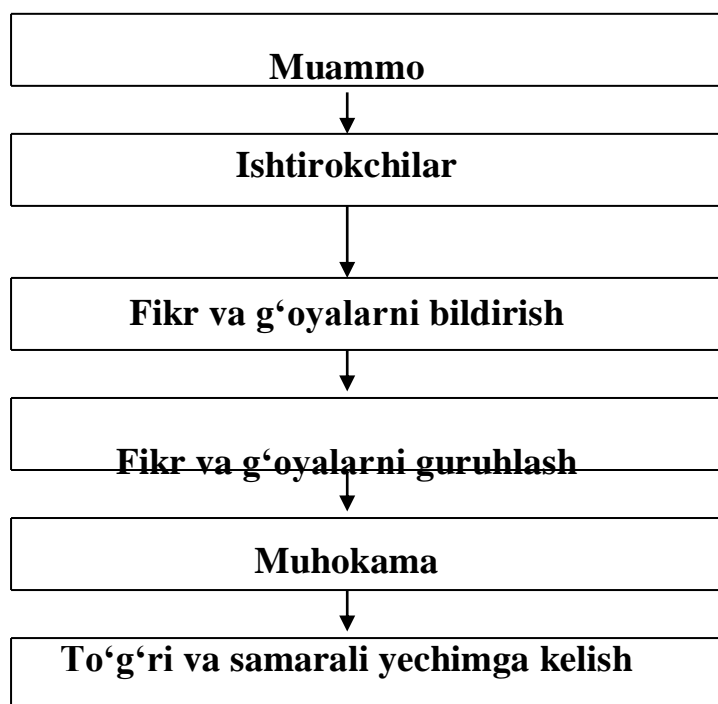 Muammo
Ishtirokchilar
Fikr va g‘oyalarni bildirish
Fikr va g‘oyalarni guruhlash
Muhokama
To‘g‘ri va samarali yechimga kelish